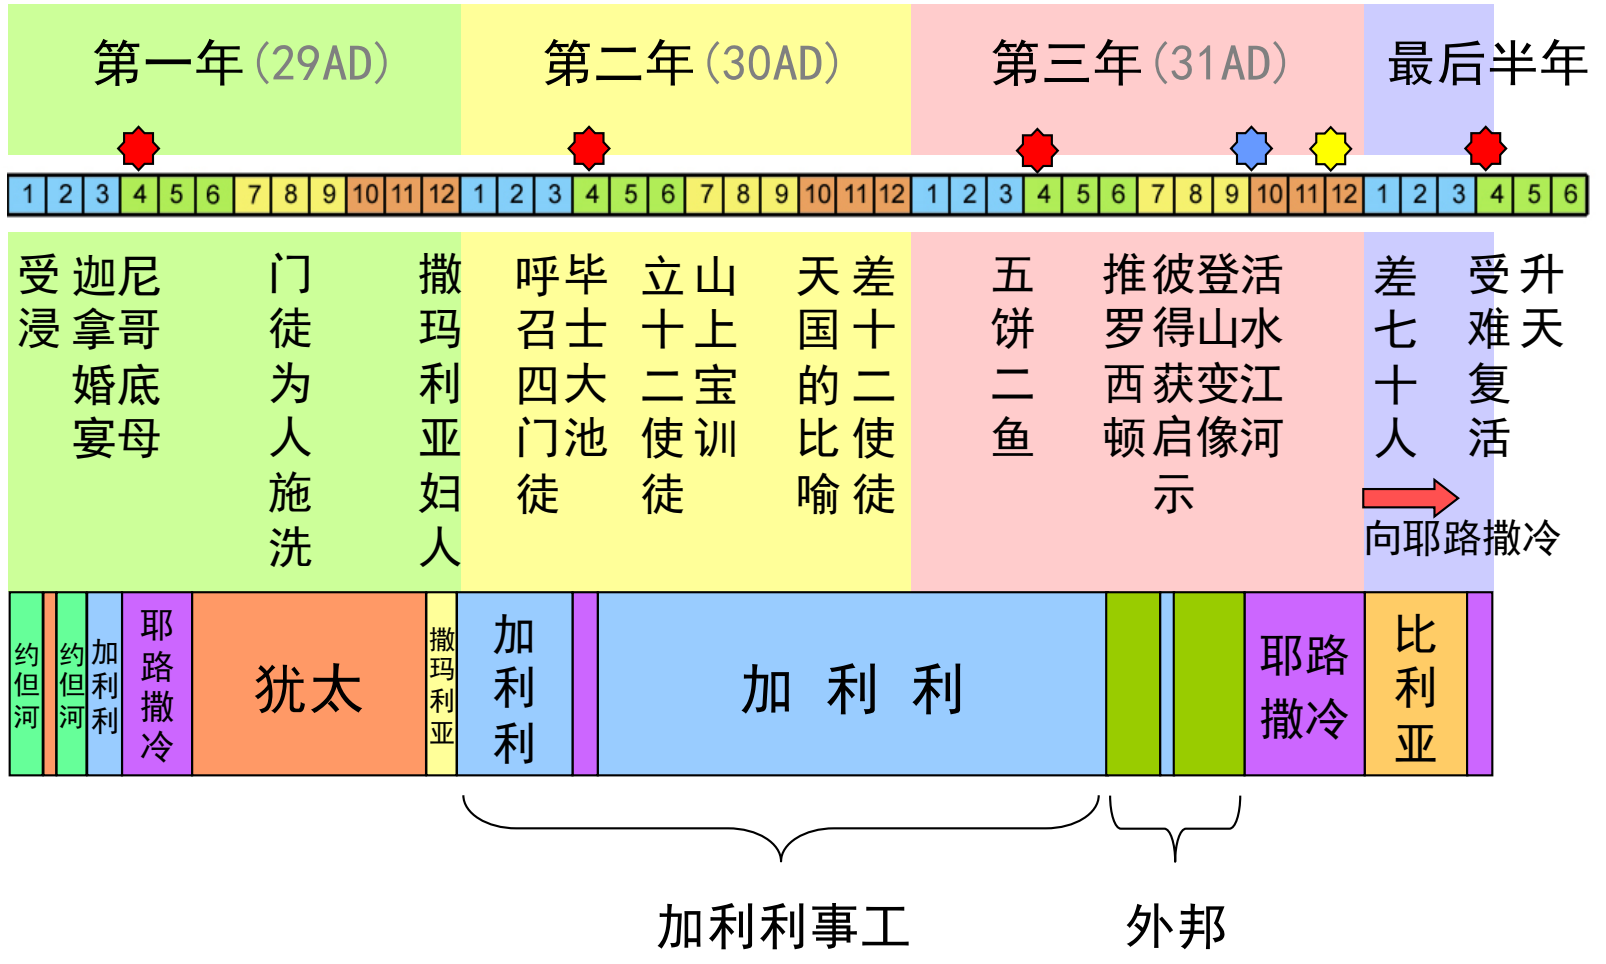 第一年(29AD)
第二年(30AD)
第三年(31AD)
最后半年
1 2 3 4 5 6 7 8 9 10 11 12 1 2 3 4 5 6 7 8 9 10 11 12 1 2 3 4 5 6 7 8 9 10 11 12 1 2 3 4 5 6
受浸
迦拿婚宴
尼哥底母
门徒为人施洗
撒玛利亚妇人
呼召四门徒
毕士大池
立十二使徒
山上宝训
天国的比喻
差十二使徒
五饼二鱼
推罗西顿
彼得获启示
登山变像
活水江河
差七十人
受难复活
升天
向耶路撒冷
约但河
约但河
加利利
耶路撒冷
犹太
撒玛利亚
加利利
加利利
耶路
撒冷
比利亚
加利利事工
外邦